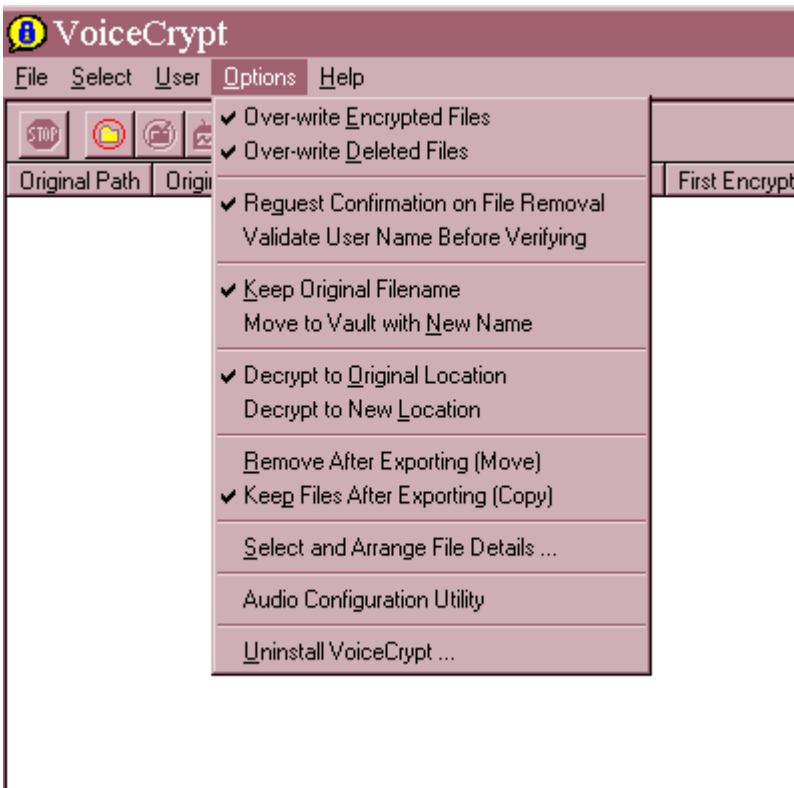 VoiceCrypt
File Select User Options Help
STOP
Original Path Origi First Encrypt
Over-write Encrypted Files
Over-write Deleted Files
Reguest Confirmation on File Removal
Validate User Name Before Verifying
Keep Original Filename
Move to Vault with New Name
Decrypt to Original Location
Decrypt to New Location
Remove After Exporting (Move)
Keep Files After Exporting (Copy)
Select and Arrange File Details ...
Audio Configuration Utility
Uninstall VoiceCrypt ...